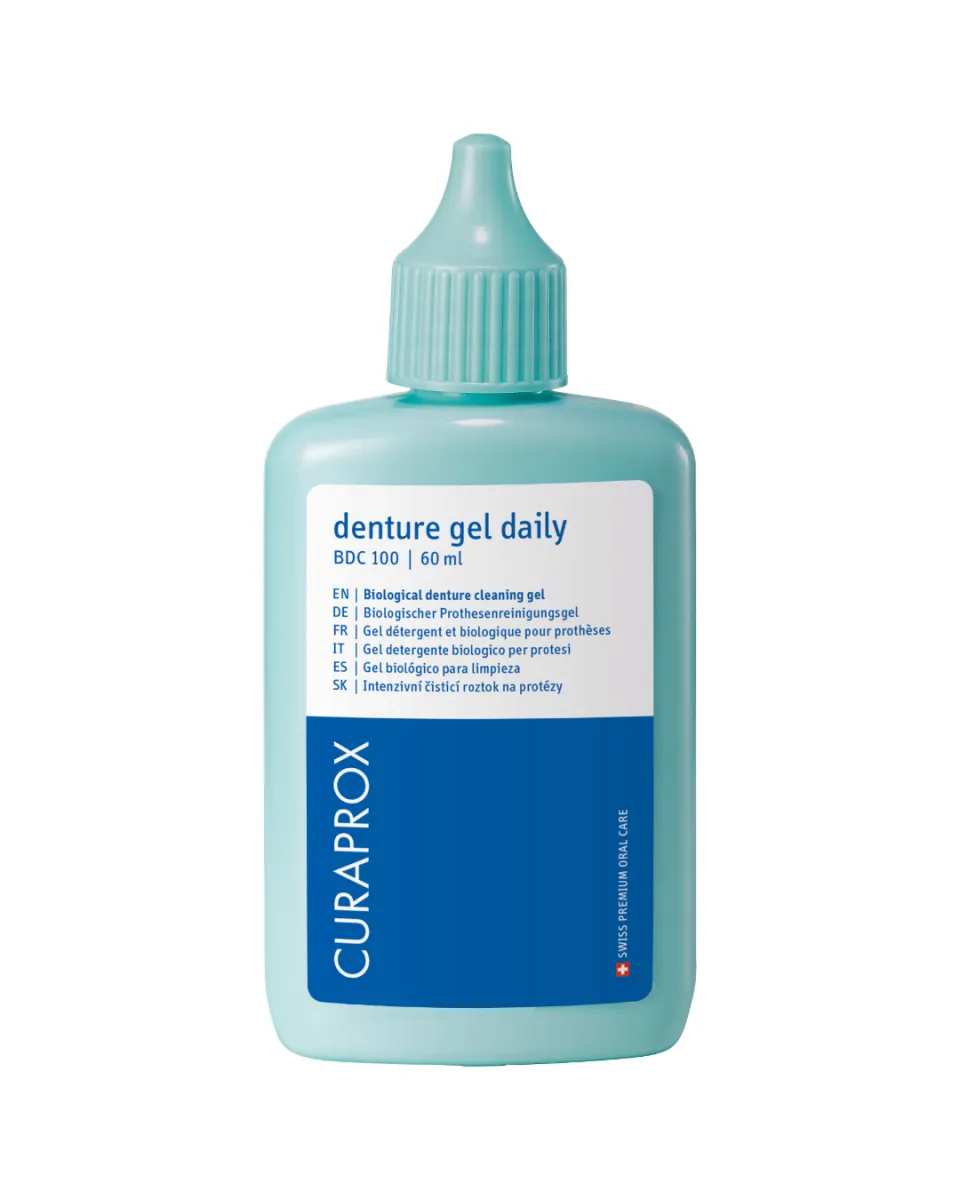 denture gel daily
BDC 100 | 60 ml
EN | Biological denture cleaning gel
DE | Biologischer Prothesenreinigungsgel
FR | Gel détergent et biologique pour prothèses
IT | Gel detergente biologico per protesi
ES | Gel biológico para limpieza
SK | Intenzivní čisticí roztok na protézy
CURAPROX
SWISS PREMIUM ORAL CARE